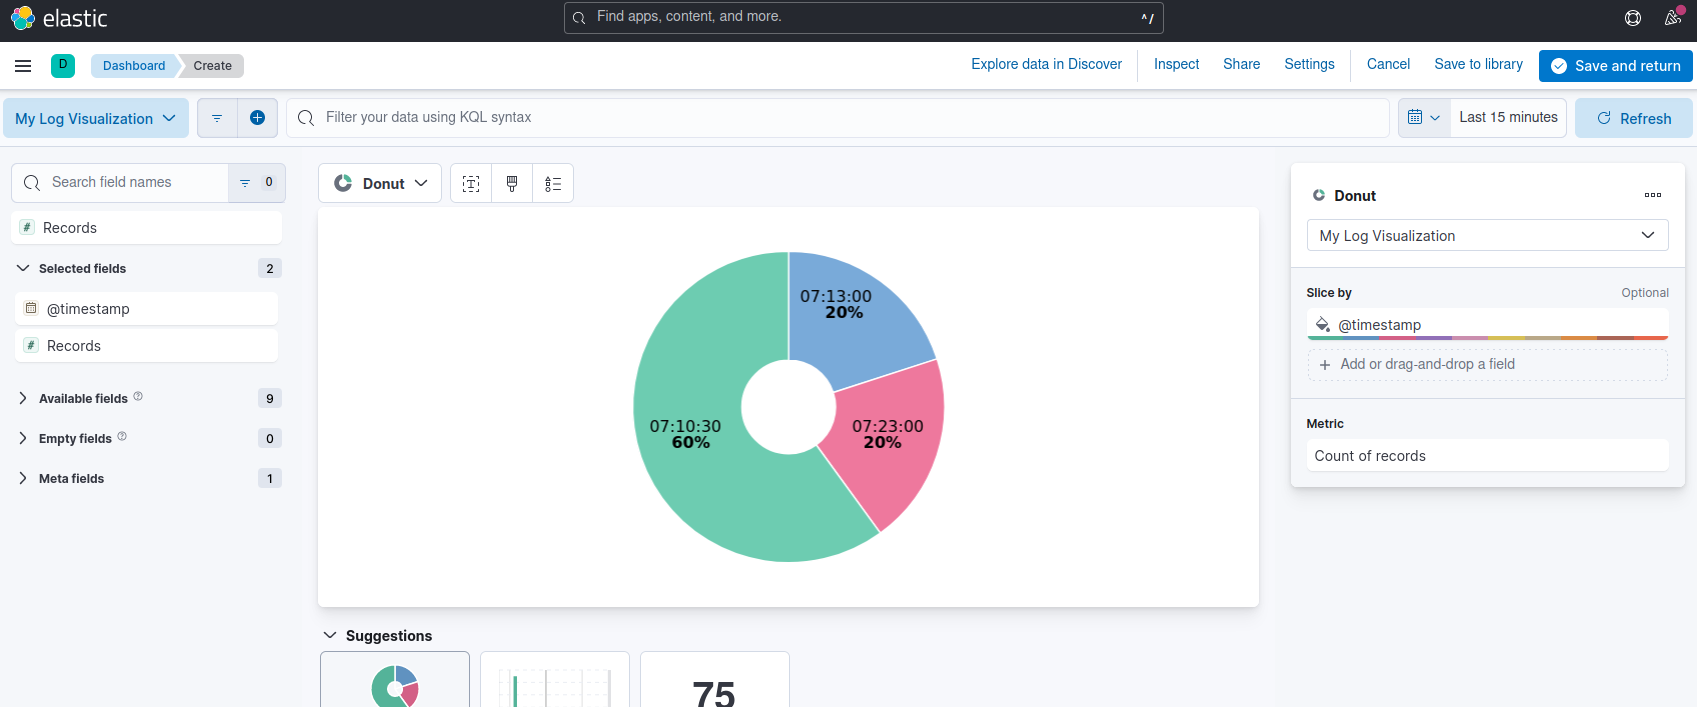 elastic
Find apps, content, and more.
^/
D
Dashboard
Create
Explore data in Discover
Inspect
Share
Settings
Cancel
Save to library
Save and return
My Log Visualization
Filter your data using KQL syntax
Last 15 minutes
Refresh
Search field names
0
# Records
Selected fields
2
@timestamp
# Records
Available fields
9
Empty fields
0
Meta fields
1
Donut
07:13:00
20%
07:10:30
60%
07:23:00
20%
Suggestions
75
Donut
My Log Visualization
Slice by
Optional
@timestamp
Add or drag-and-drop a field
Metric
Count of records